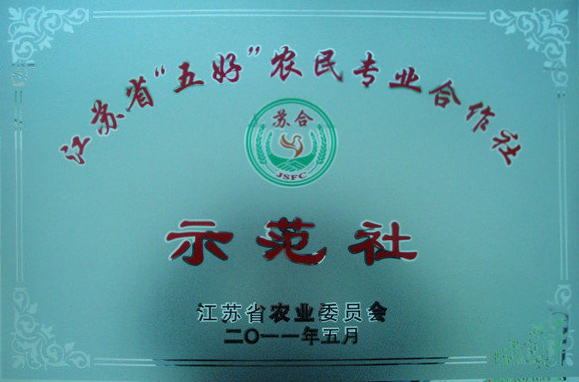 江苏省“五好”农民专业合作社
苏合
JSFC
示范社
江苏省农业委员会
二〇一一年五月